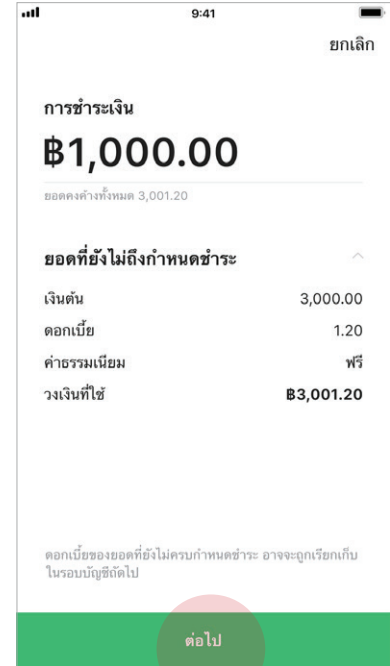 9:41
ยกเลิก
การชำระเงิน
฿1,000.00
ยอดคงค้างทั้งหมด 3,001.20
ยอดที่ยังไม่ถึงกำหนดชำระ
เงินต้น 3,000.00
ดอกเบี้ย 1.20
ค่าธรรมเนียม ฟรี
วงเงินที่ใช้ ฿3,001.20
ดอกเบี้ยของยอดที่ยังไม่ครบกำหนดชำระ อาจจะถูกเรียกเก็บ
ในรอบบัญชีถัดไป
ต่อไป